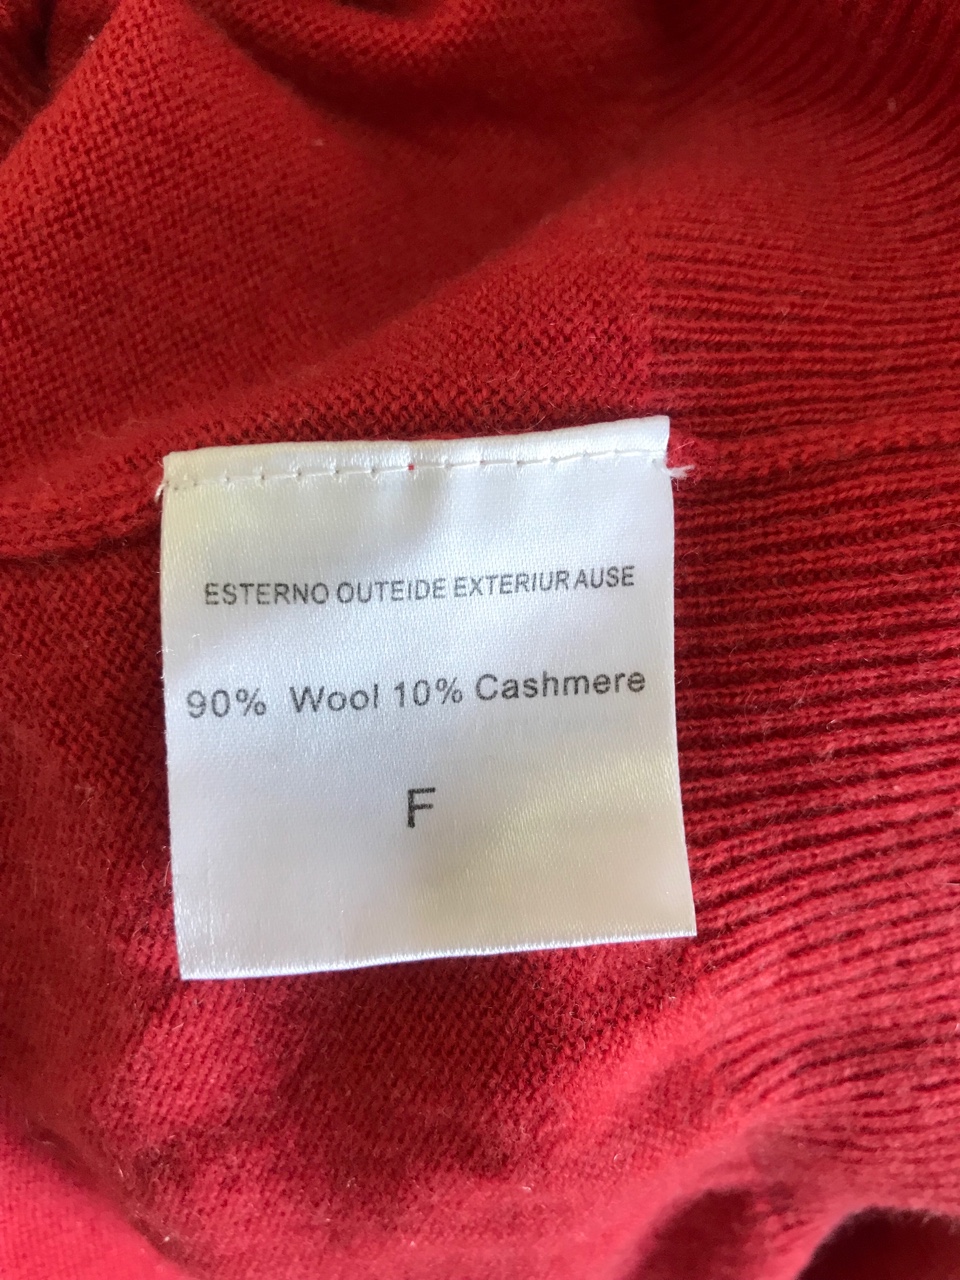 ESTERNO OUTEIDE EXTERIUR AUSE
90% Wool 10% Cashmere
F